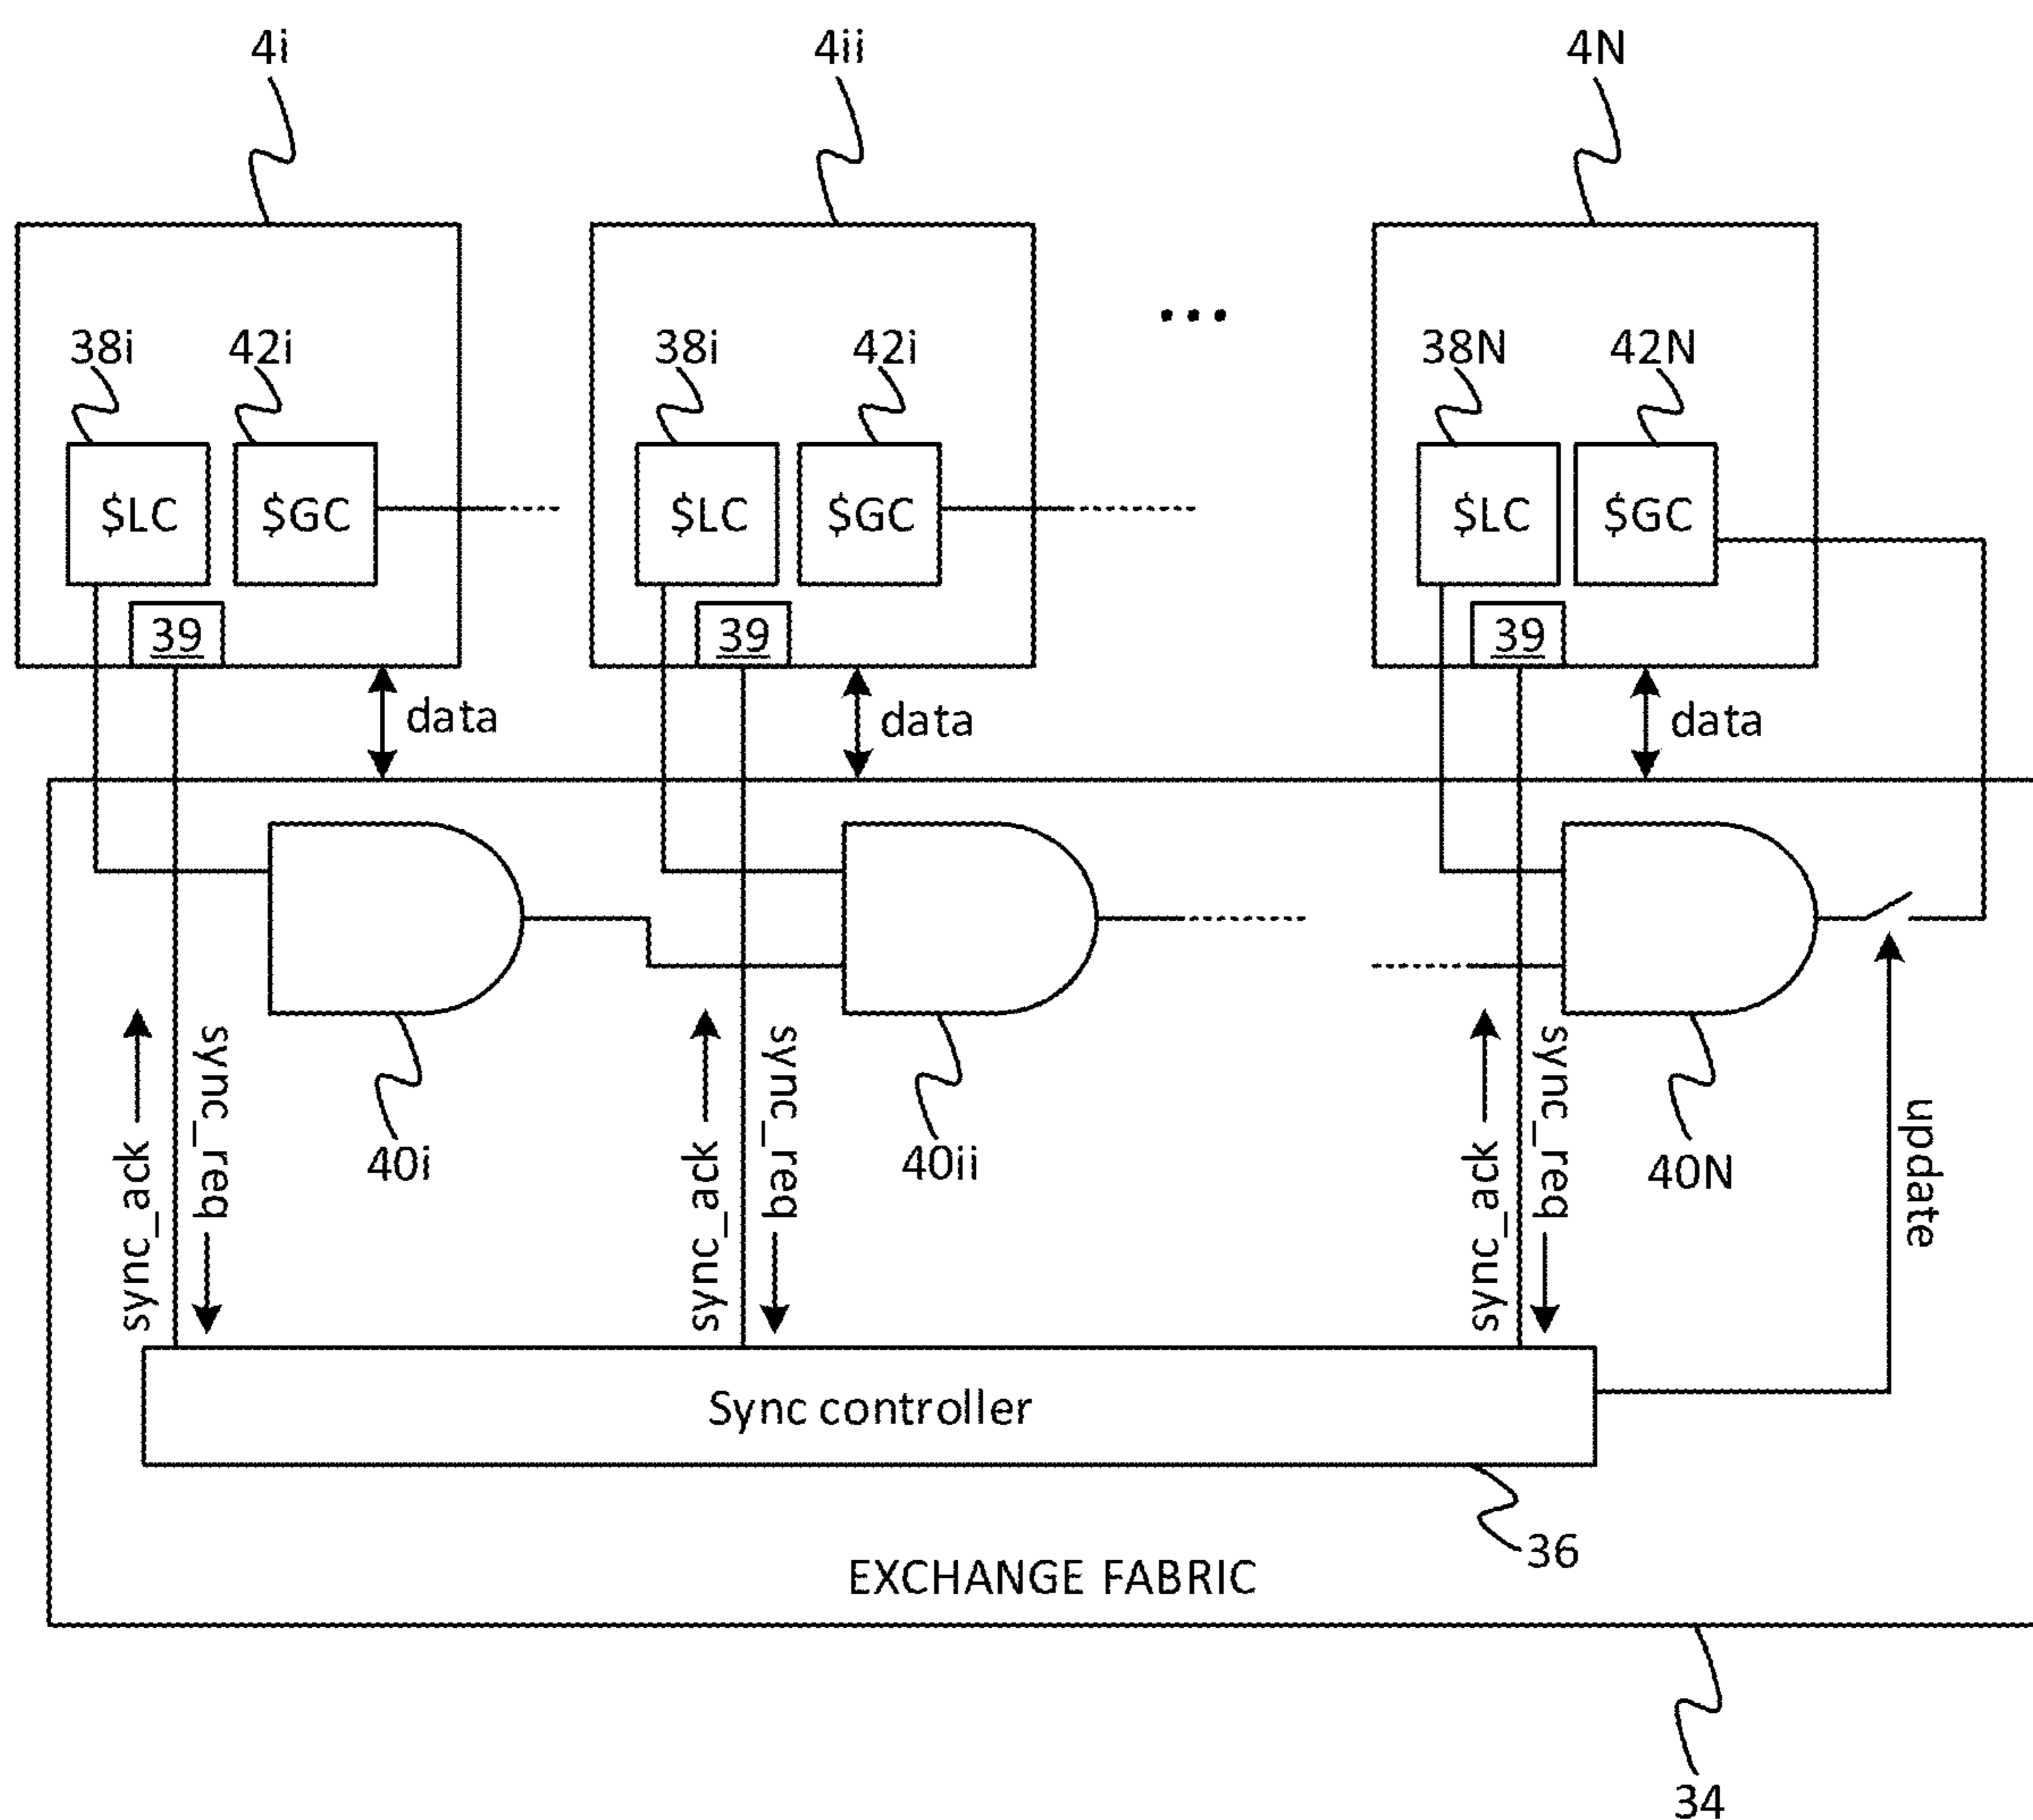 4i 4ii 4N
...
38i 42i 38i 42i 38N 42N
$LC $GC $LC $GC $LC $GC
39 39 39
data data data
sync_ack sync_req sync_ack sync_req sync_ack sync_req update
40i 40ii 40N
Sync controller
36
EXCHANGE FABRIC
34